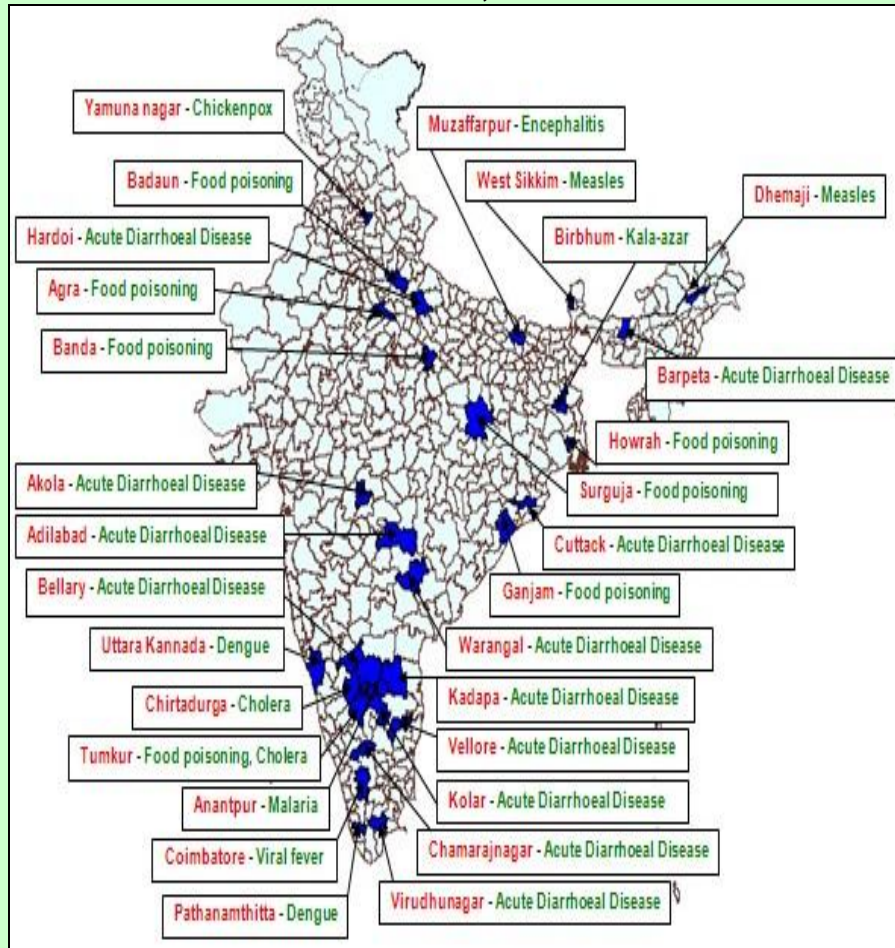 Yamuna nagar - Chickenpox
Muzaffarpur - Encephalitis
Badaun - Food poisoning
West Sikkim - Measles
Dhemaji - Measles
Hardoi - Acute Diarrhoeal Disease
Birbhum - Kala-azar
Agra - Food poisoning
Banda - Food poisoning
Barpeta - Acute Diarrhoeal Disease
Howrah - Food poisoning
Akola - Acute Diarrhoeal Disease
Surguja - Food poisoning
Adilabad - Acute Diarrhoeal Disease
Cuttack - Acute Diarrhoeal Disease
Bellary - Acute Diarrhoeal Disease
Ganjam - Food poisoning
Uttara Kannada - Dengue
Warangal - Acute Diarrhoeal Disease
Chirtadurga - Cholera
Kadapa - Acute Diarrhoeal Disease
Tumkur - Food poisoning, Cholera
Vellore - Acute Diarrhoeal Disease
Anantpur - Malaria
Kolar - Acute Diarrhoeal Disease
Coimbatore - Viral fever
Chamarajnagar - Acute Diarrhoeal Disease
Pathanamthitta - Dengue
Virudhunagar - Acute Diarrhoeal Disease